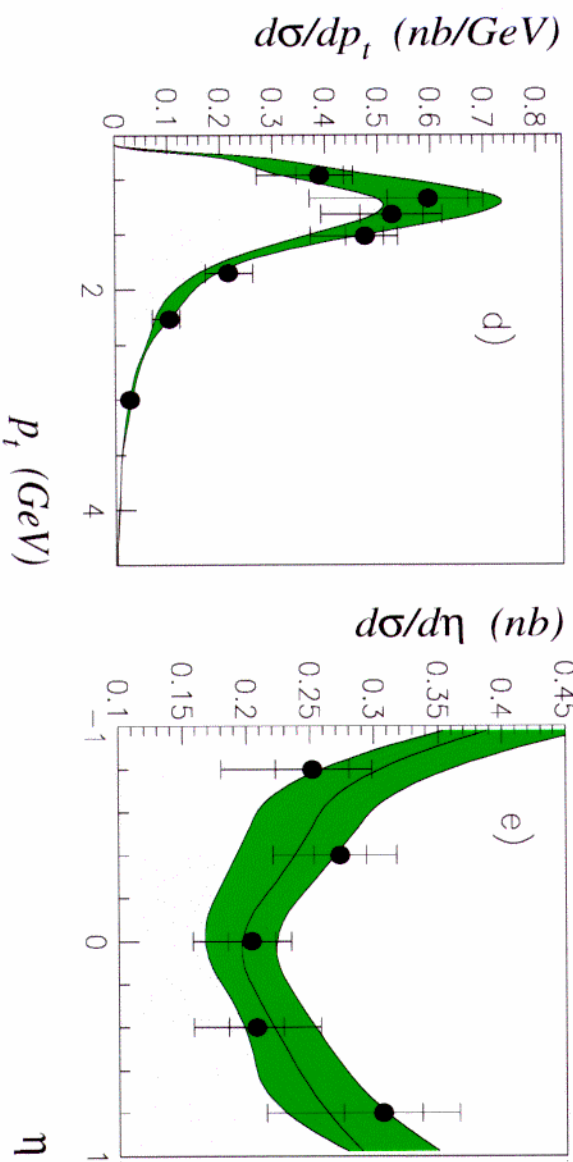 dσ/dp_t (nb/GeV)
0 0.1 0.2 0.3 0.4 0.5 0.6 0.7 0.8
2
4
d)
p_t (GeV)
dσ/dη (nb)
0.1 0.15 0.2 0.25 0.3 0.35 0.4 0.45
-1
0
1
e)
η